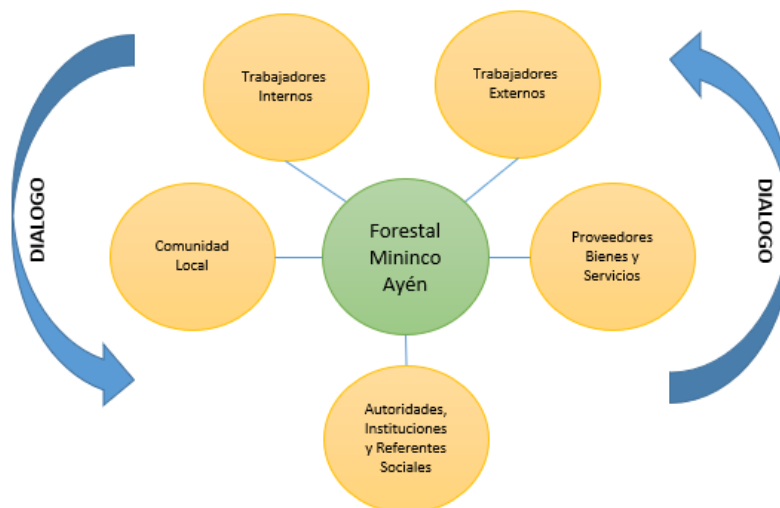 Trabajadores
Internos
Trabajadores
Externos
DIALOGO
Comunidad
Local
Forestal
Mininco
Ayén
Proveedores
Bienes y
Servicios
DIALOGO
Autoridades,
Instituciones
y Referentes
Sociales